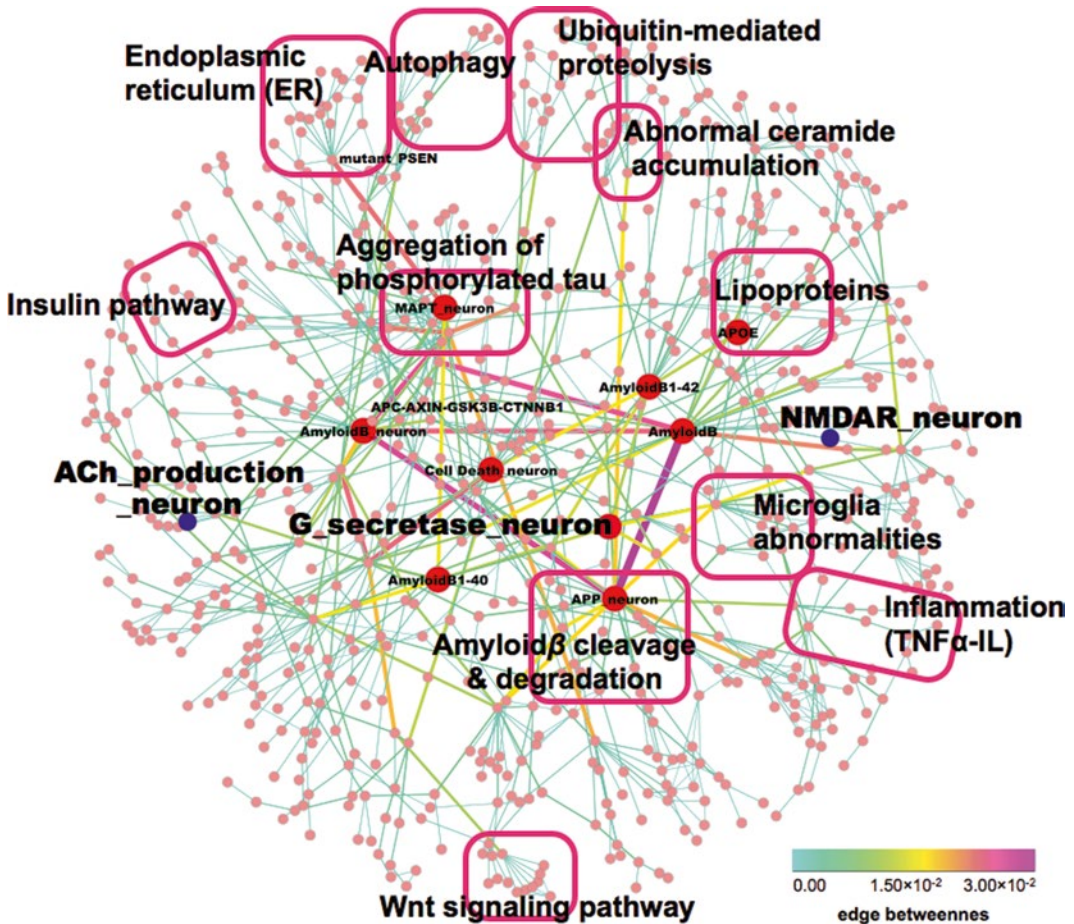 Endoplasmic
reticulum (ER)
Autophagy
Ubiquitin-mediated
proteolysis
Abnormal ceramide
accumulation
mutant_PSEN
Aggregation of
phosphorylated tau
MAPT_neuron
Insulin pathway
Lipoproteins
APOE
AmyloidB1-42
APC-AXIN-GSK3B-CTNNB1
AmyloidB_neuron
AmyloidB
NMDAR_neuron
Cell Death_neuron
ACh_production
_neuron
G_secretase_neuron
Microglia
abnormalities
AmyloidB1-40
APP_neuron
Inflammation
(TNFα-IL)
Amyloidβ cleavage
& degradation
Wnt signaling pathway
0.00 1.50×10⁻² 3.00×10⁻²
edge betweennes